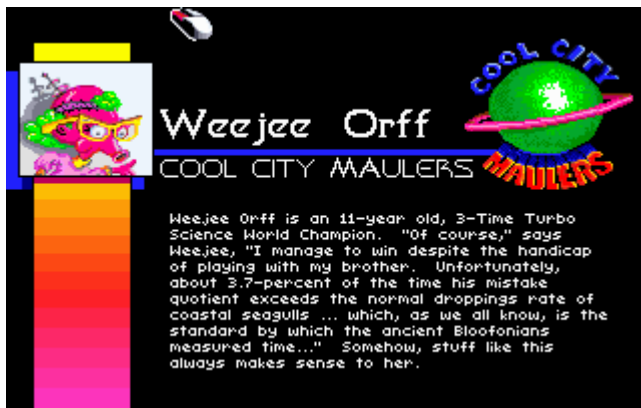 COOL CITY
MAULERS
Weejee Orff
COOL CITY MAULERS
Weejee Orff is an 11-year old, 3-Time Turbo
Science World Champion. "Of course," says
Weejee, "I manage to win despite the handicap
of playing with my brother. Unfortunately,
about 3.7-percent of the time his mistake
quotient exceeds the normal droppings rate of
coastal seagulls ... which, as we all know, is the
standard by which the ancient Bloofonians
measured time..." Somehow, stuff like this
always makes sense to her.